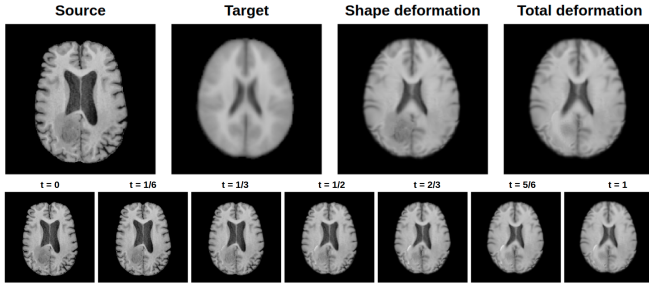 Source Target Shape deformation Total deformation
t = 0 t = 1/6 t = 1/3 t = 1/2 t = 2/3 t = 5/6 t = 1